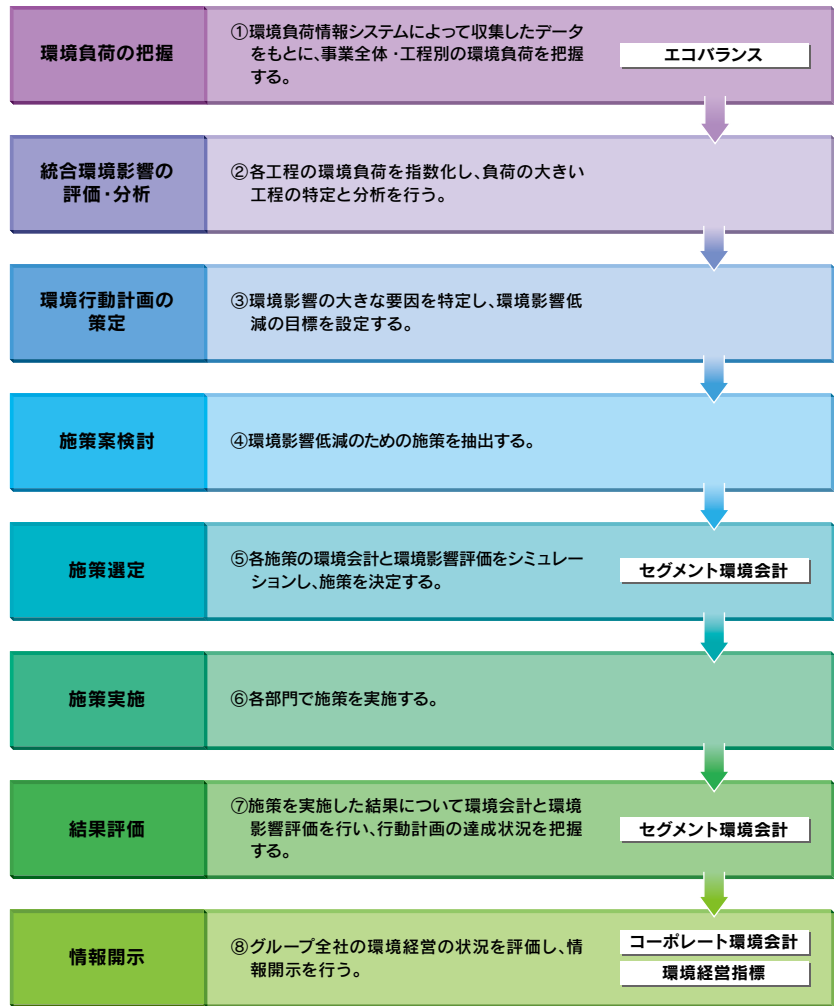 環境負荷の把握
①環境負荷情報システムによって収集したデータ
をもとに、事業全体・工程別の環境負荷を把握
する。
エコバランス
統合環境影響の
評価・分析
②各工程の環境負荷を指数化し、負荷の大きい
工程の特定と分析を行う。
環境行動計画の
策定
③環境影響の大きな要因を特定し、環境影響低
減の目標を設定する。
施策案検討
④環境影響低減のための施策を抽出する。
施策選定
⑤各施策の環境会計と環境影響評価をシミュレー
ションし、施策を決定する。
セグメント環境会計
施策実施
⑥各部門で施策を実施する。
結果評価
⑦施策を実施した結果について環境会計と環境
影響評価を行い、行動計画の達成状況を把握
する。
セグメント環境会計
情報開示
⑧グループ全社の環境経営の状況を評価し、情
報開示を行う。
コーポレート環境会計
環境経営指標